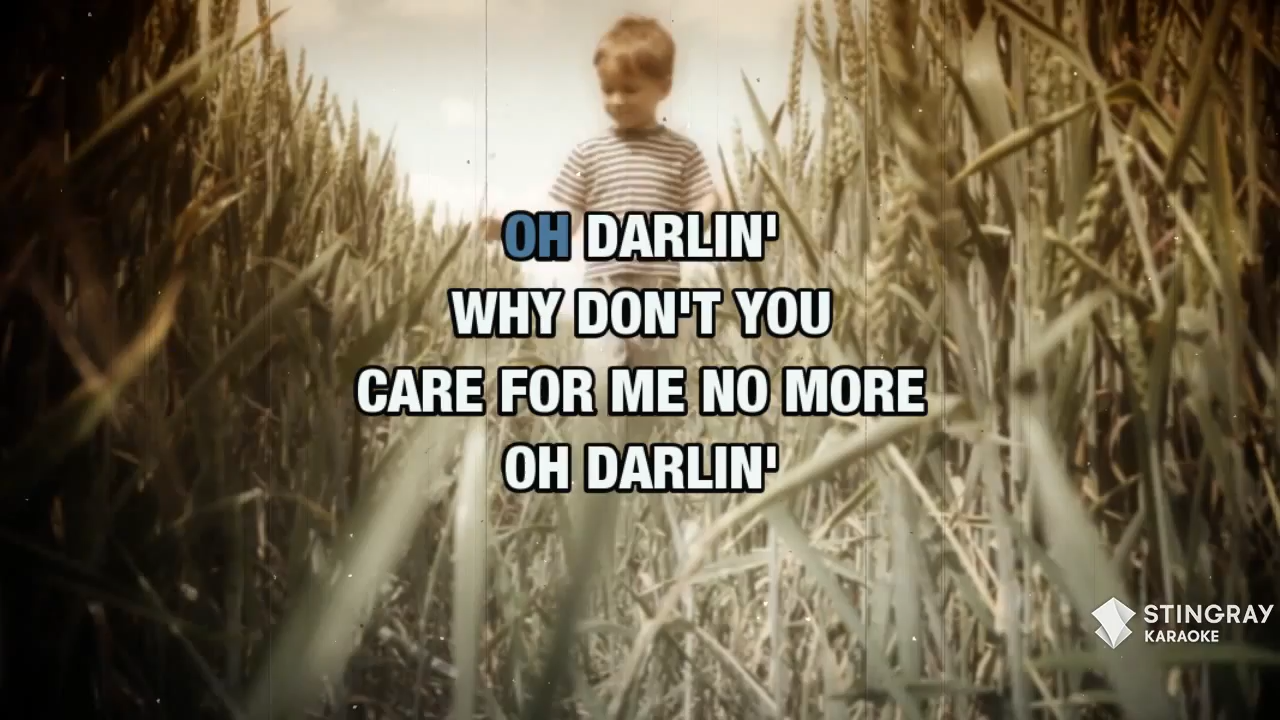 OH DARLIN'
WHY DON'T YOU
CARE FOR ME NO MORE
OH DARLIN'
STINGRAY
KARAOKE